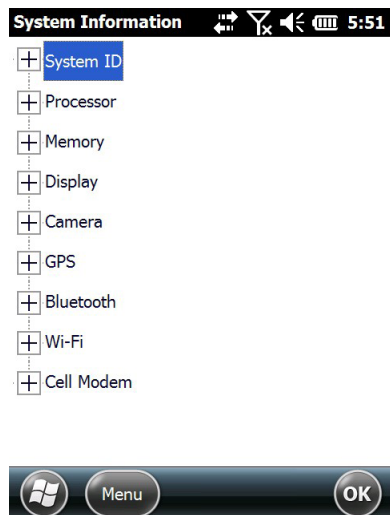 System Information 5:51
System ID
Processor
Memory
Display
Camera
GPS
Bluetooth
Wi-Fi
Cell Modem
Menu OK